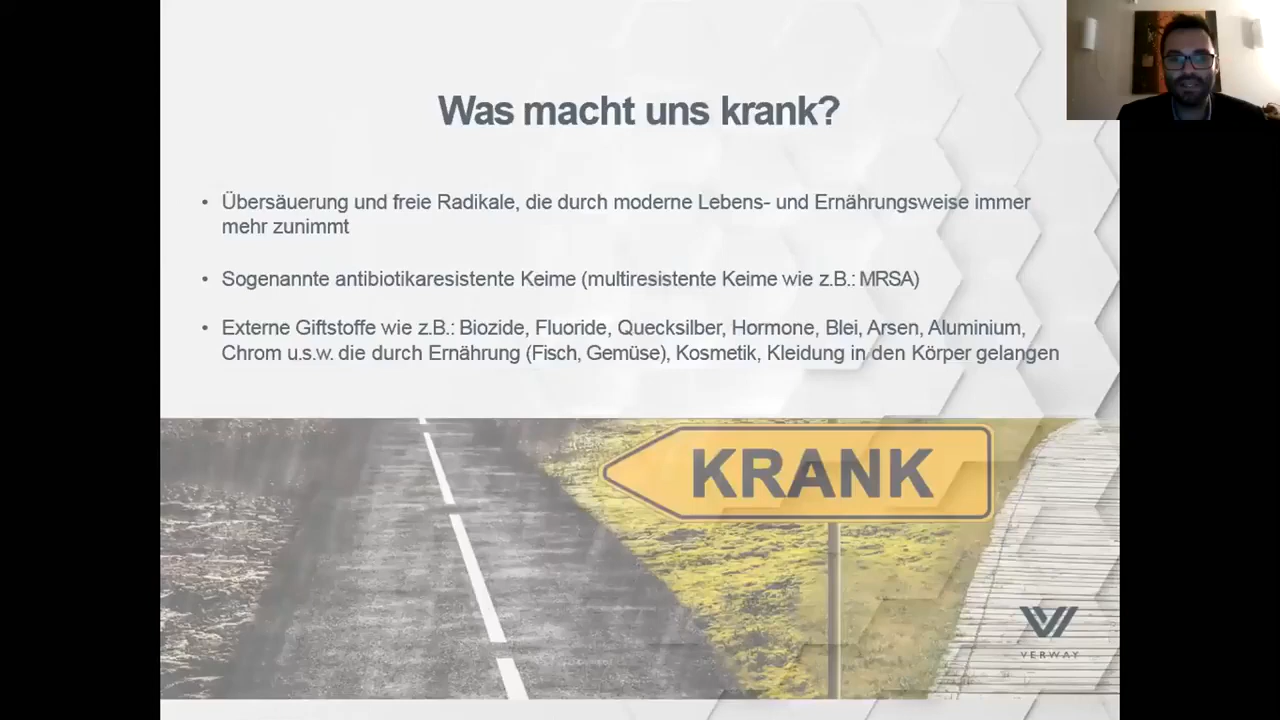 Was macht uns krank?
• Übersäuerung und freie Radikale, die durch moderne Lebens- und Ernährungsweise immer
mehr zunimmt
• Sogenannte antibiotikaresistente Keime (multiresistente Keime wie z.B.: MRSA)
• Externe Giftstoffe wie z.B.: Biozide, Fluoride, Quecksilber, Hormone, Blei, Arsen, Aluminium,
Chrom u.s.w. die durch Ernährung (Fisch, Gemüse), Kosmetik, Kleidung in den Körper gelangen
KRANK
VERWAY